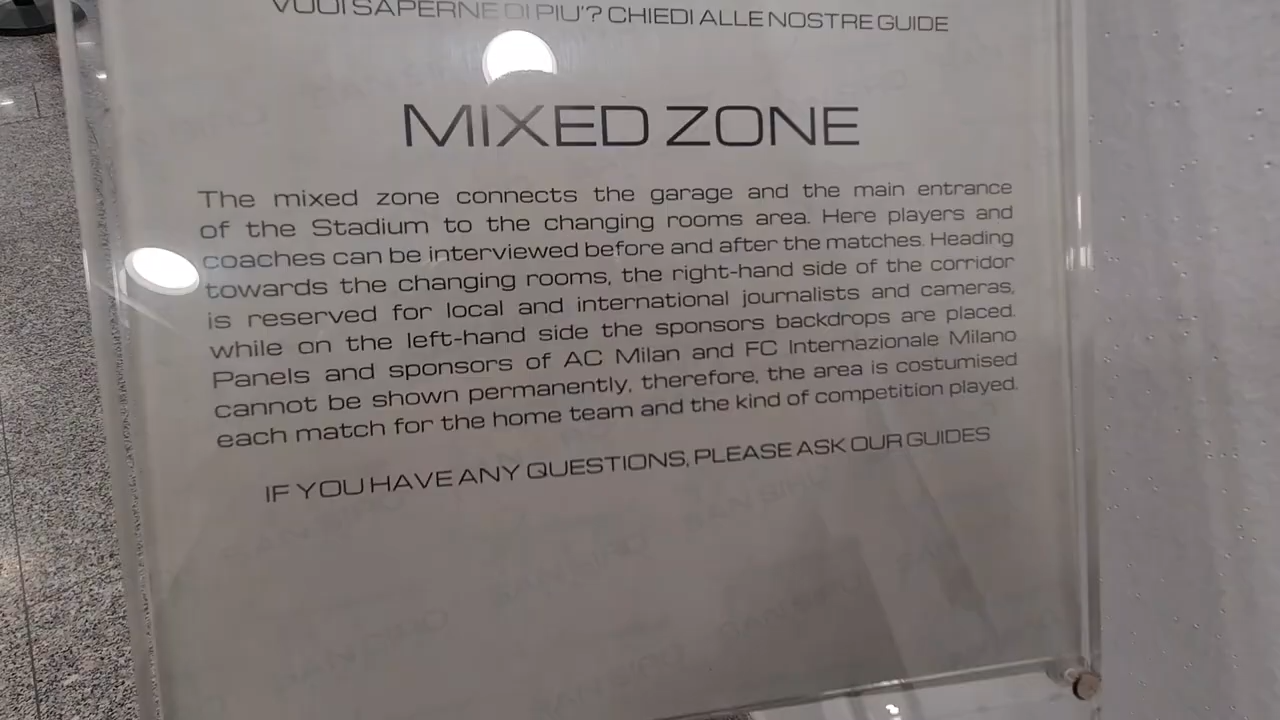 VUOI SAPERNE DI PIU'? CHIEDI ALLE NOSTRE GUIDE
MIXED ZONE
The mixed zone connects the garage and the main entrance
of the Stadium to the changing rooms area. Here players and
coaches can be interviewed before and after the matches. Heading
towards the changing rooms, the right-hand side of the corridor
is reserved for local and international journalists and cameras,
while on the left-hand side the sponsors backdrops are placed.
Panels and sponsors of AC Milan and FC Internazionale Milano
cannot be shown permanently, therefore, the area is costumised
each match for the home team and the kind of competition played.
IF YOU HAVE ANY QUESTIONS, PLEASE ASK OUR GUIDES